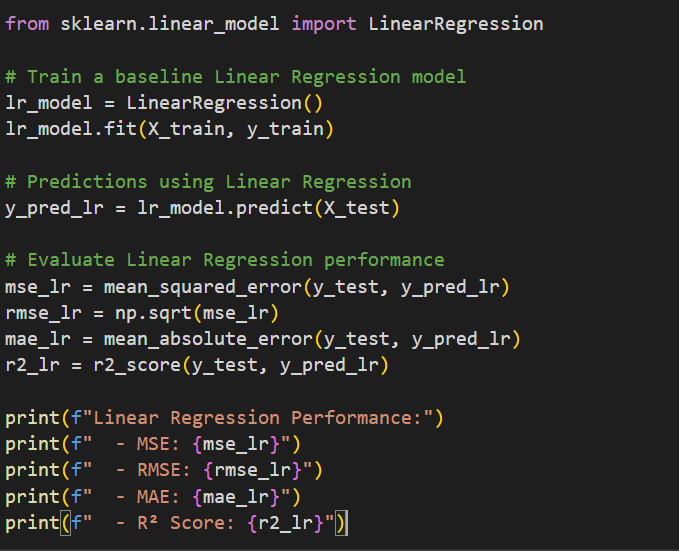 from sklearn.linear_model import LinearRegression
# Train a baseline Linear Regression model
lr_model = LinearRegression()
lr_model.fit(X_train, y_train)
# Predictions using Linear Regression
y_pred_lr = lr_model.predict(X_test)
# Evaluate Linear Regression performance
mse_lr = mean_squared_error(y_test, y_pred_lr)
rmse_lr = np.sqrt(mse_lr)
mae_lr = mean_absolute_error(y_test, y_pred_lr)
r2_lr = r2_score(y_test, y_pred_lr)
print(f"Linear Regression Performance:")
print(f"  - MSE: {mse_lr}")
print(f"  - RMSE: {rmse_lr}")
print(f"  - MAE: {mae_lr}")
print(f"  - R² Score: {r2_lr}")